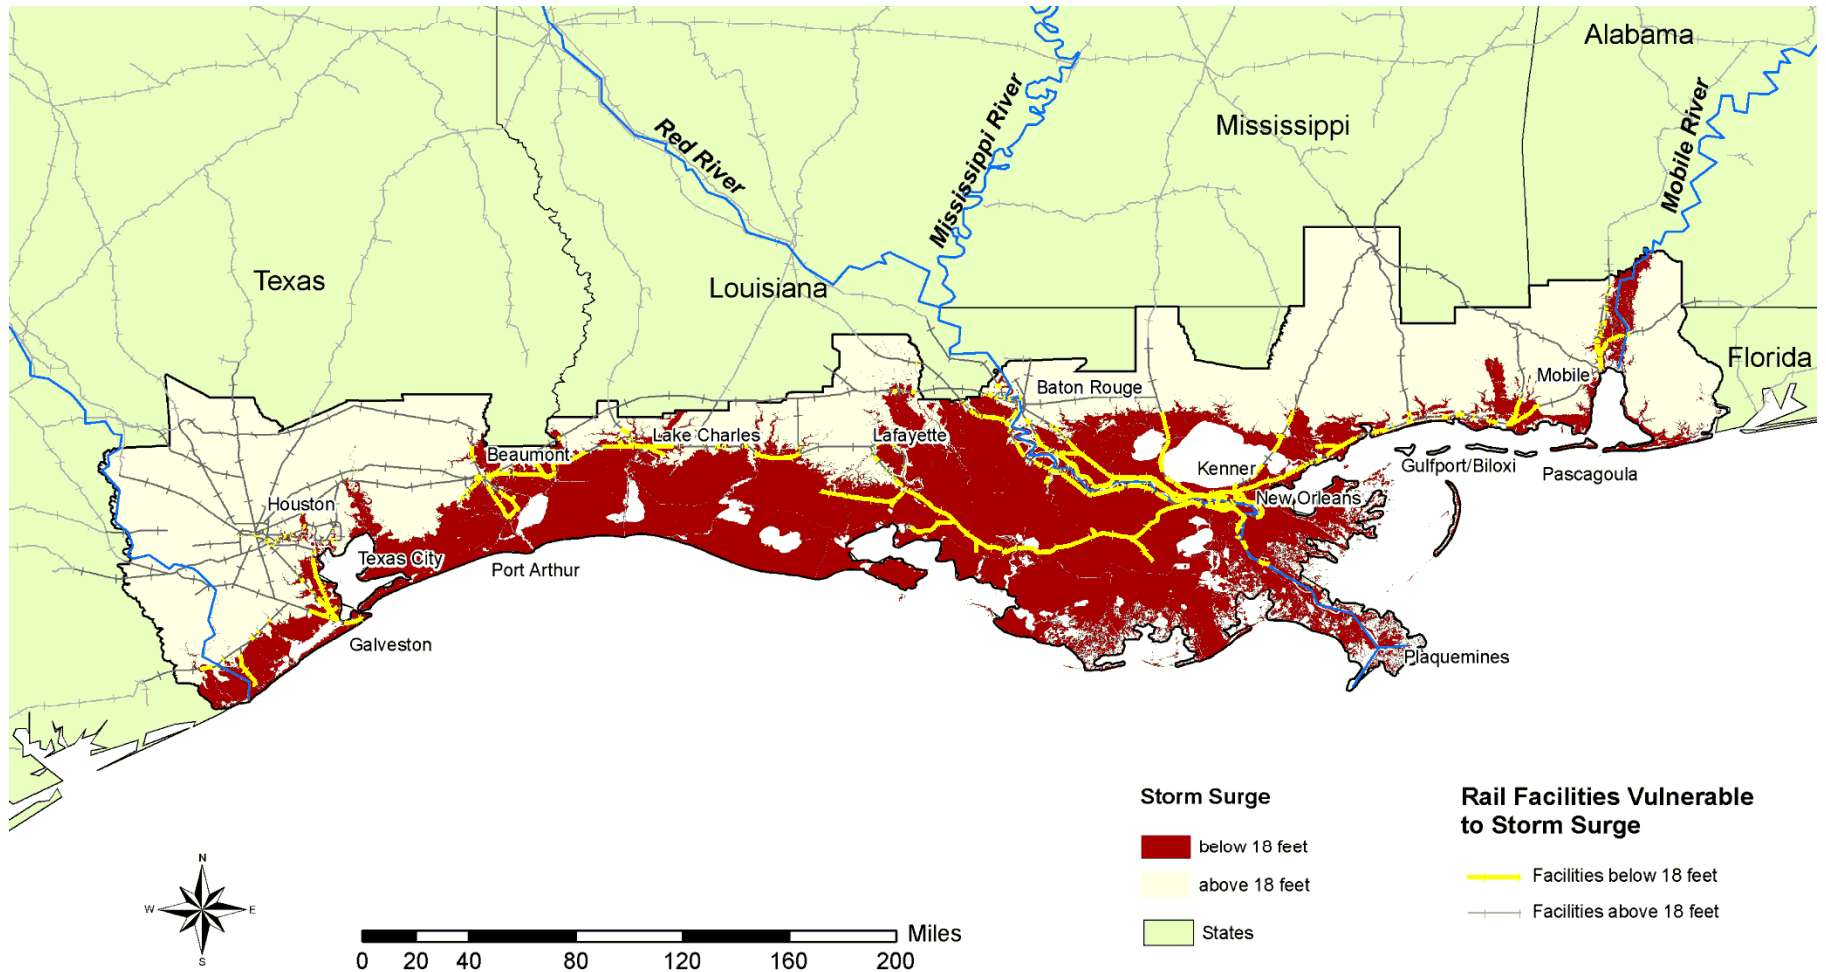 Alabama
Mississippi
Mobile River
Mississippi River
Red River
Texas
Louisiana
Florida
Mobile
Baton Rouge
Lake Charles
Lafayette
Beaumont
Kenner
Gulfport/Biloxi
Pascagoula
New Orleans
Houston
Texas City
Port Arthur
Galveston
Plaquemines
Storm Surge
below 18 feet
above 18 feet
States
Rail Facilities Vulnerable
to Storm Surge
Facilities below 18 feet
Facilities above 18 feet
N
W E
S
Miles
0 20 40 80 120 160 200